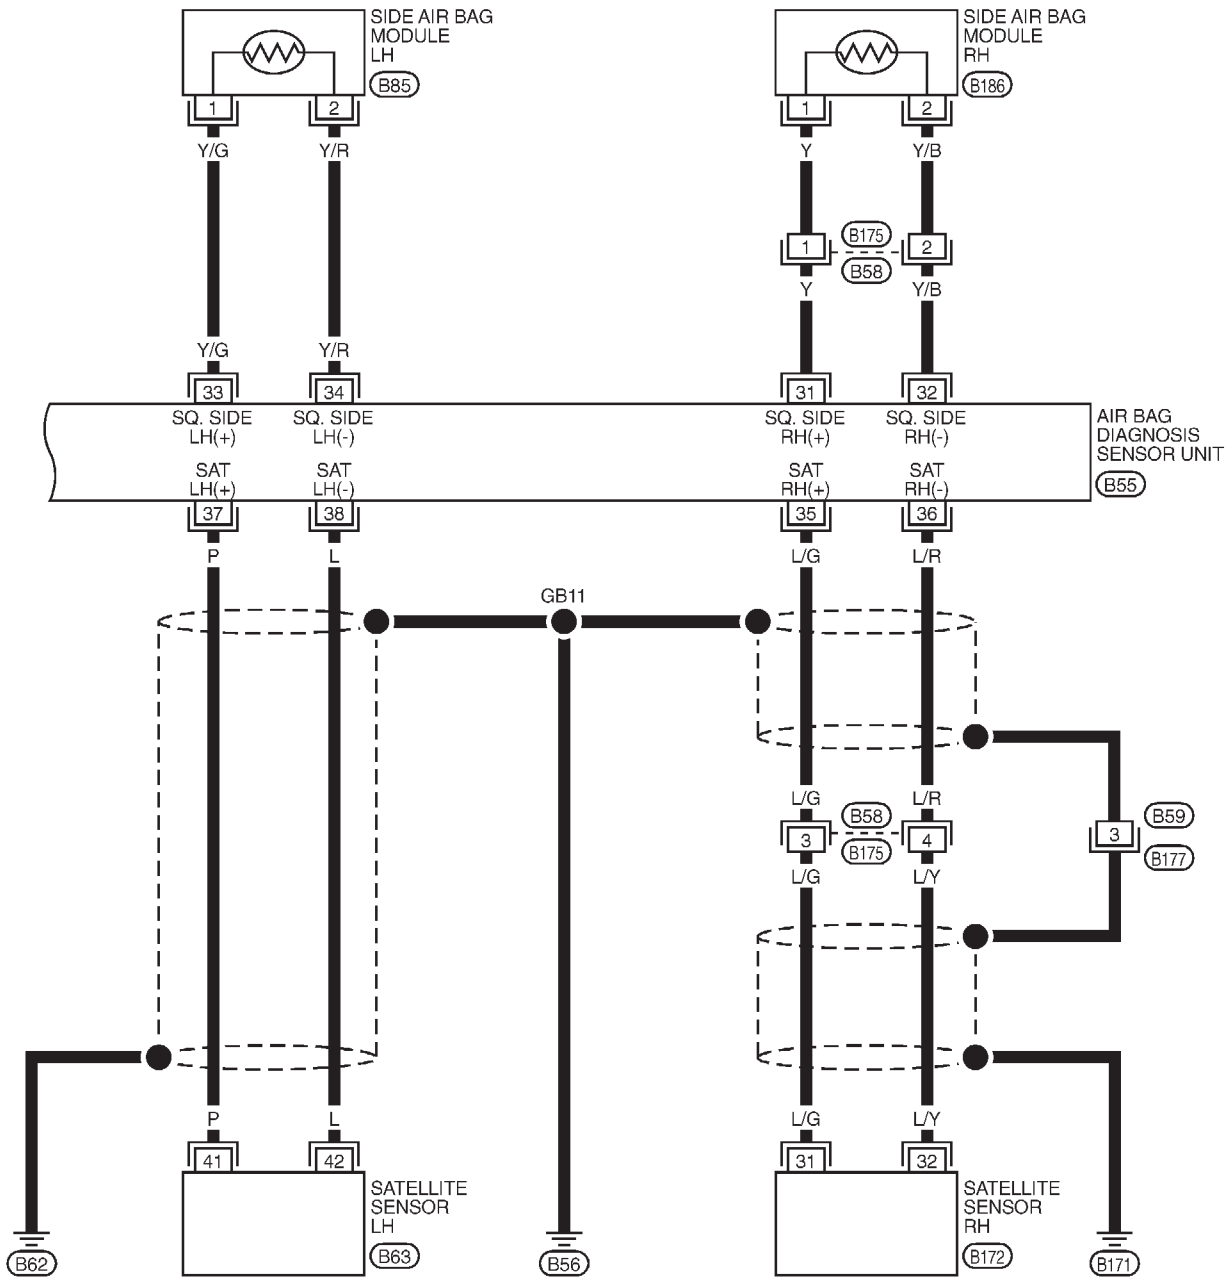 SIDE AIR BAG
MODULE
LH
B85
SIDE AIR BAG
MODULE
RH
B186
1
2
1
2
Y/G
Y/R
Y
Y/B
1
B175
B58
2
Y
Y/B
Y/G
Y/R
33
34
31
32
SQ. SIDE
LH(+)
SQ. SIDE
LH(-)
SQ. SIDE
RH(+)
SQ. SIDE
RH(-)
AIR BAG
DIAGNOSIS
SENSOR UNIT
B55
SAT
LH(+)
SAT
LH(-)
SAT
RH(+)
SAT
RH(-)
37
38
35
36
P
L
L/G
L/R
GB11
L/G
L/R
3
B58
B175
4
3
B59
B177
L/G
L/Y
P
L
L/G
L/Y
41
42
31
32
SATELLITE
SENSOR
LH
B63
SATELLITE
SENSOR
RH
B172
B62
B56
B171